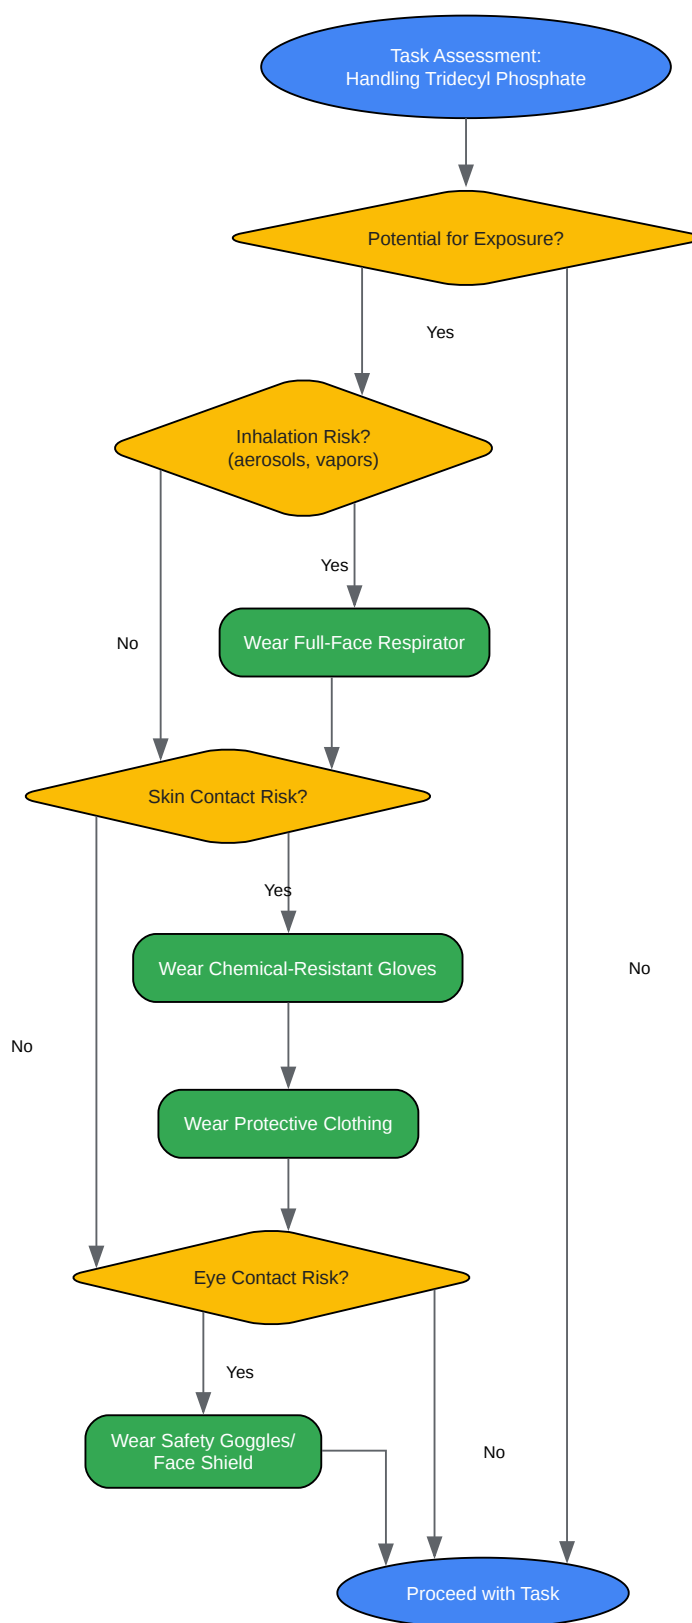 Task Assessment:
Handling Tridecyl Phosphate
Potential for Exposure?
Yes
Inhalation Risk?
(aerosols, vapors)
Yes
No
Wear Full-Face Respirator
Skin Contact Risk?
Yes
Wear Chemical-Resistant Gloves
No
No
Wear Protective Clothing
Eye Contact Risk?
Yes
Wear Safety Goggles/
Face Shield
No
Proceed with Task